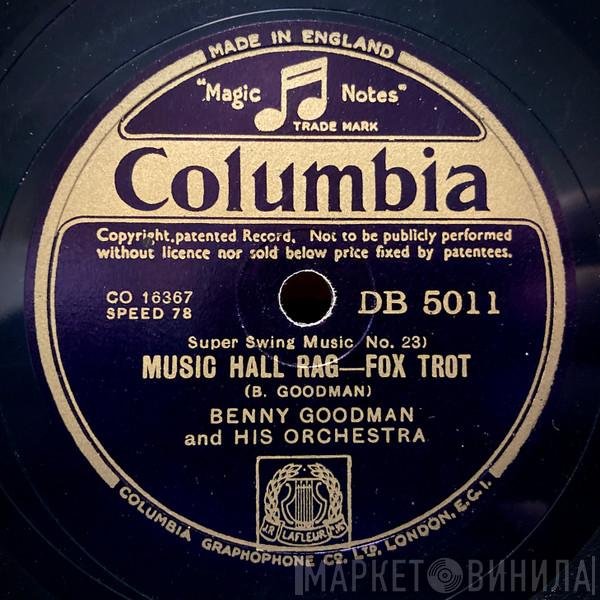 MADE IN ENGLAND
"Magic Notes"
TRADE MARK
Columbia
Copyright, patented Record. Not to be publicly performed
without licence nor sold below price fixed by patentees.
CO 16367
SPEED 78
DB 5011
Super Swing Music No. 23)
MUSIC HALL RAG—FOX TROT
(B. GOODMAN)
BENNY GOODMAN
and HIS ORCHESTRA
J.R. LAFLEUR
COLUMBIA GRAPHOPHONE CO. LTD. LONDON, E.C.1.
МАРКЕТ ВИНИЛА